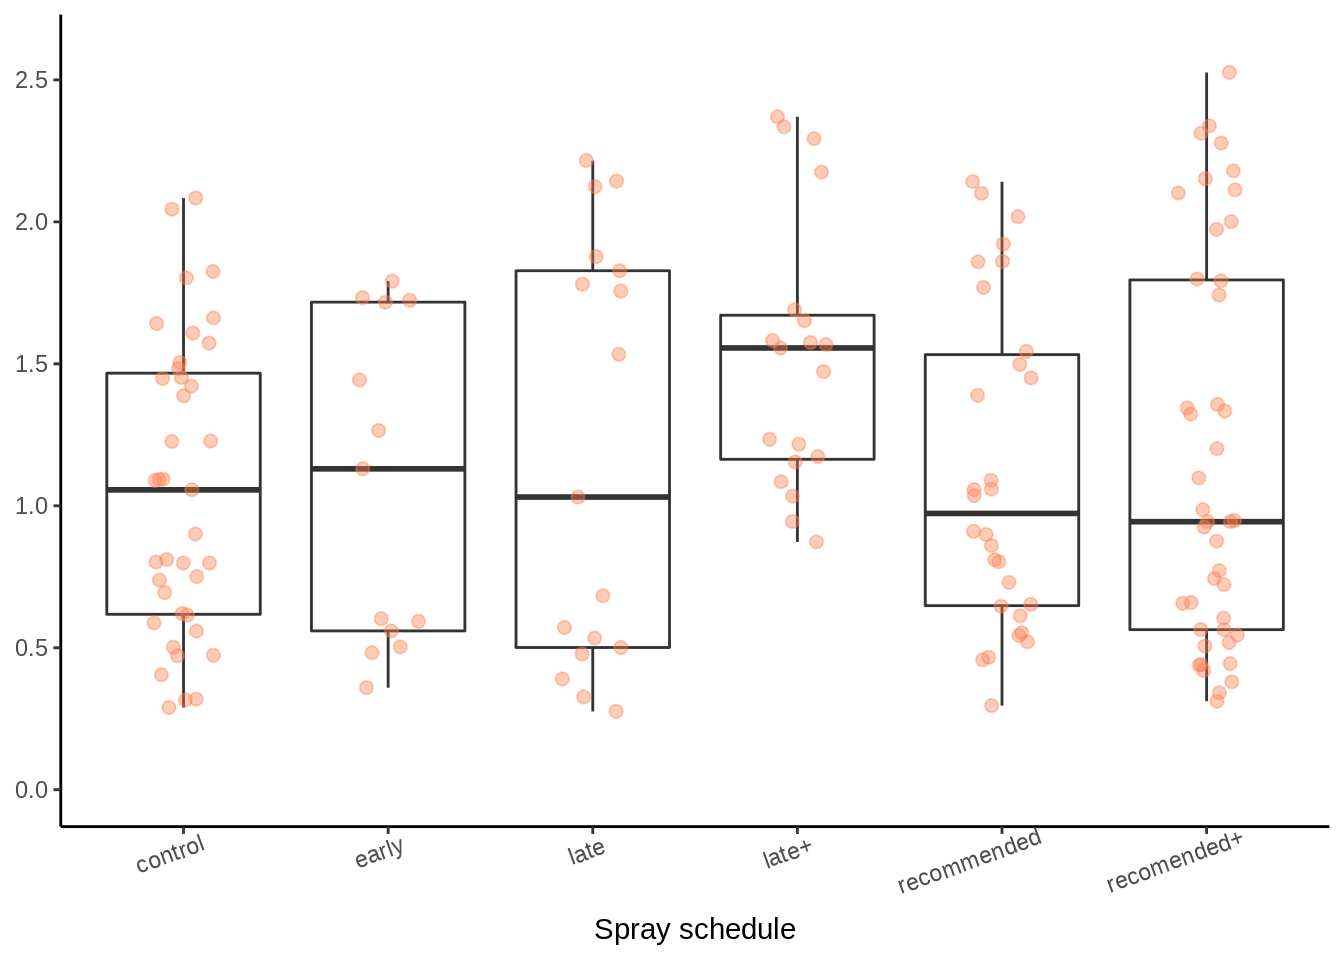 2.5
2.0
1.5
1.0
0.5
0.0
control
early
late
late+
recommended
recomended+
Spray schedule